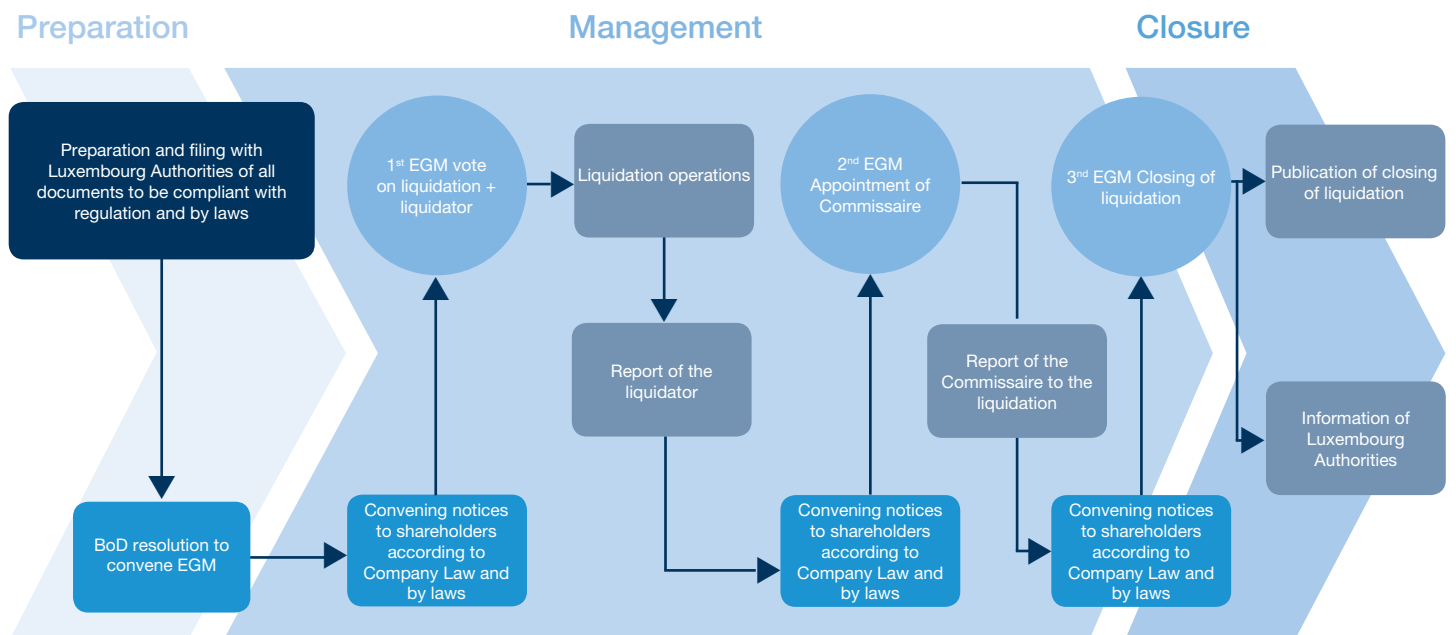 Preparation
Management
Closure
Preparation and filing with
Luxembourg Authorities of all
documents to be compliant with
regulation and by laws
BoD resolution to
convene EGM
Convening notices
to shareholders
according to
Company Law and
by laws
1st EGM vote
on liquidation +
liquidator
Liquidation operations
Report of the
liquidator
Convening notices
to shareholders
according to
Company Law and
by laws
2nd EGM
Appointment of
Commissaire
Report of the
Commissaire to the
liquidation
Convening notices
to shareholders
according to
Company Law and
by laws
3nd EGM Closing of
liquidation
Publication of closing
of liquidation
Information of
Luxembourg
Authorities